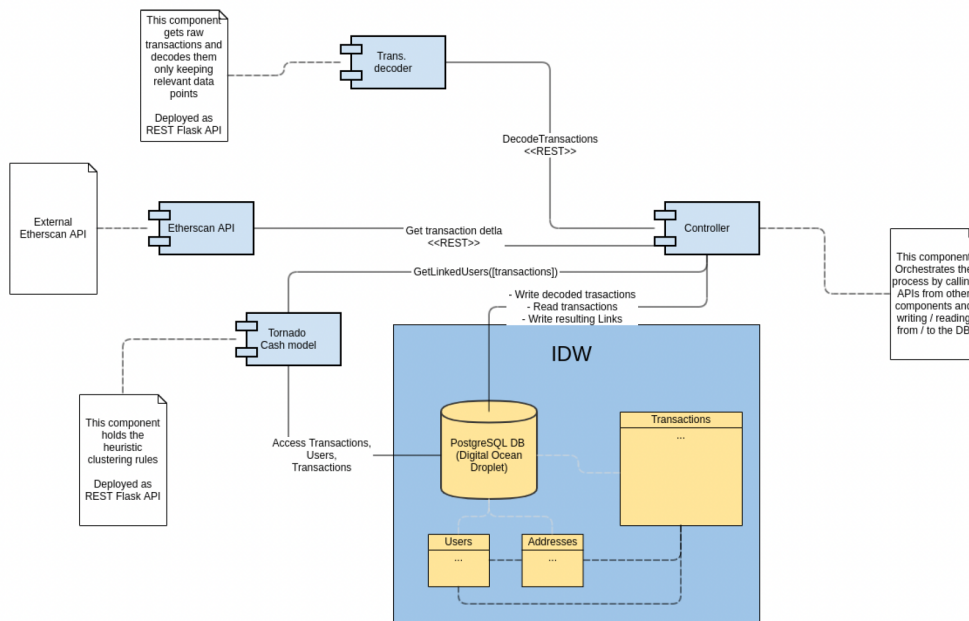 This component
gets raw
transactions and
decodes them
only keeping
relevant data
points
Deployed as
REST Flask API
Trans.
decoder
DecodeTransactions
<<REST>>
External
Etherscan API
Etherscan API
Get transaction detla
<<REST>>
Controller
This component
Orchestrates the
process by calling
APIs from other
components and
writing / reading
from / to the DB
GetLinkedUsers([transactions])
- Write decoded trasactions
- Read transactions
- Write resulting Links
Tornado
Cash model
IDW
This component
holds the
heuristic
clustering rules
Deployed as
REST Flask API
Access Transactions,
Users,
Transactions
PostgreSQL DB
(Digital Ocean
Droplet)
Transactions
...
Users
...
Addresses
...